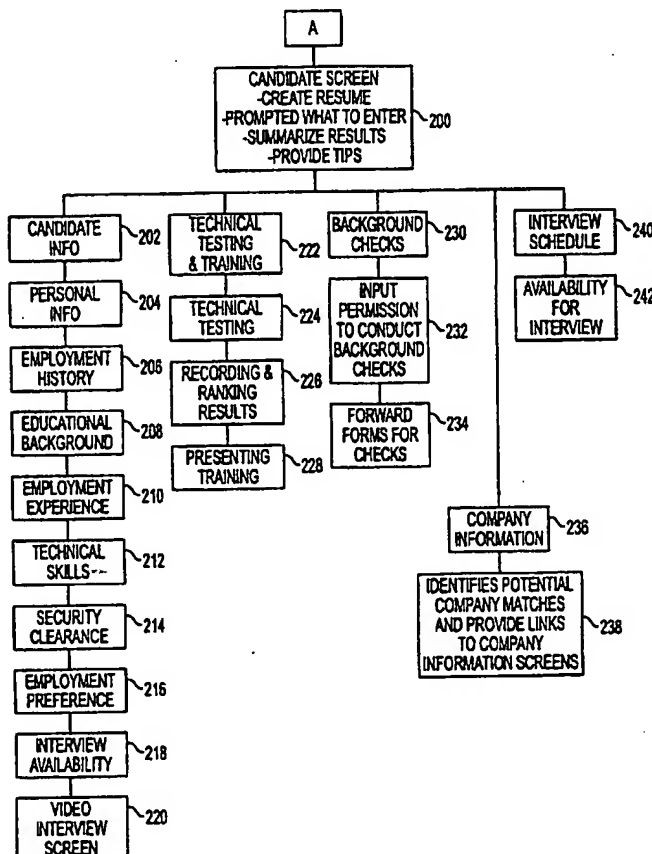 A
CANDIDATE SCREEN
-CREATE RESUME
-PROMPTED WHAT TO ENTER
-SUMMARIZE RESULTS
-PROVIDE TIPS
200
CANDIDATE
INFO
202
PERSONAL
INFO
204
EMPLOYMENT
HISTORY
206
EDUCATIONAL
BACKGROUND
208
EMPLOYMENT
EXPERIENCE
210
TECHNICAL
SKILLS--
212
SECURITY
CLEARANCE
214
EMPLOYMENT
PREFERENCE
216
INTERVIEW
AVAILABILITY
218
VIDEO
INTERVIEW
SCREEN
220
TECHNICAL
TESTING
& TRAINING
222
TECHNICAL
TESTING
224
RECORDING &
RANKING
RESULTS
226
PRESENTING
TRAINING
228
BACKGROUND
CHECKS
230
INPUT
PERMISSION
TO CONDUCT
BACKGROUND
CHECKS
232
FORWARD
FORMS FOR
CHECKS
234
COMPANY
INFORMATION
236
IDENTIFIES POTENTIAL
COMPANY MATCHES
AND PROVIDE LINKS
TO COMPANY
INFORMATION SCREENS
238
INTERVIEW
SCHEDULE
240
AVAILABILITY
FOR
INTERVIEW
242